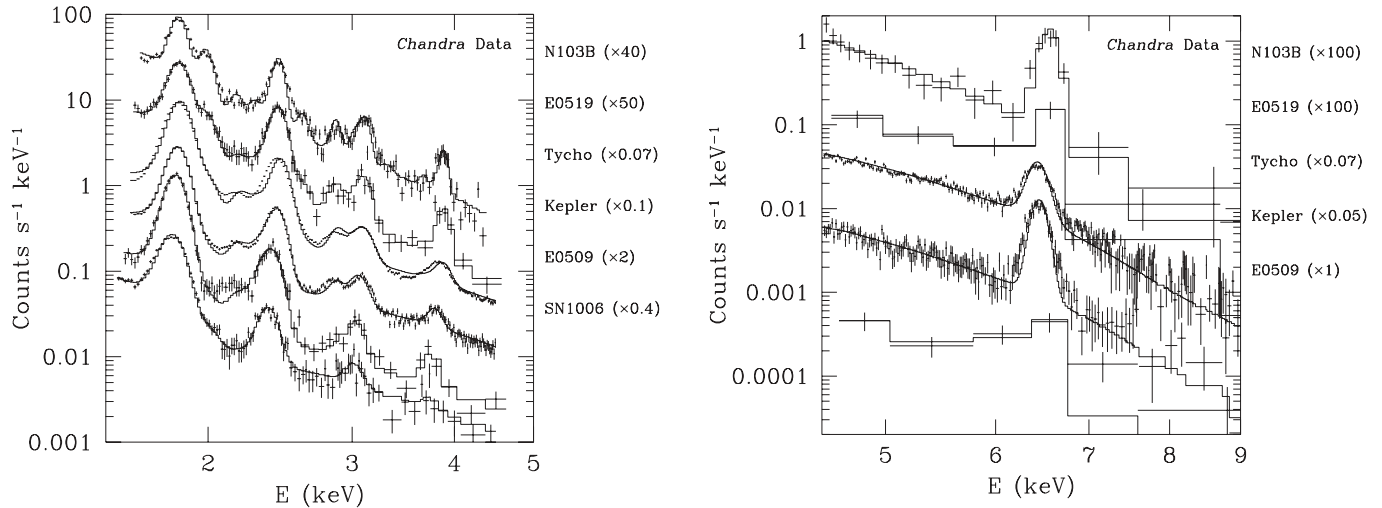 Chandra Data
100
10
1
0.1
0.01
0.001
Counts s⁻¹ keV⁻¹
2
3
4
5
E (keV)
N103B (×40)
E0519 (×50)
Tycho (×0.07)
Kepler (×0.1)
E0509 (×2)
SN1006 (×0.4)
Chandra Data
1
0.1
0.01
0.001
0.0001
Counts s⁻¹ keV⁻¹
5
6
7
8
9
E (keV)
N103B (×100)
E0519 (×100)
Tycho (×0.07)
Kepler (×0.05)
E0509 (×1)